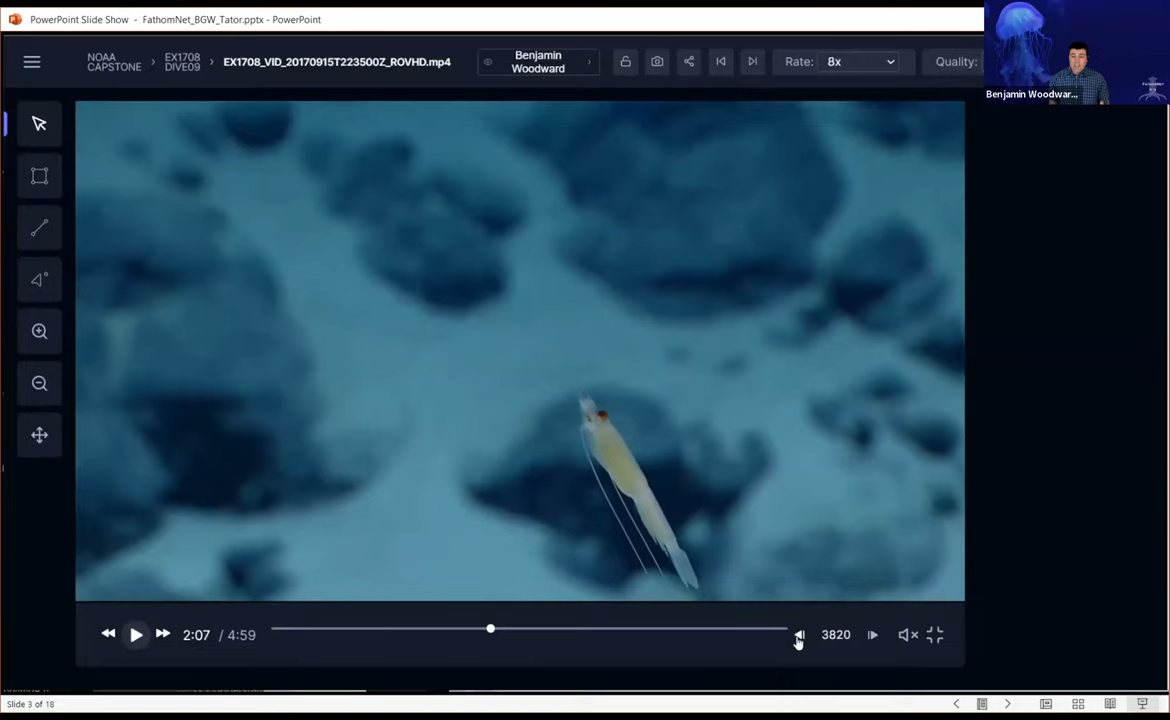 PowerPoint Slide Show - FathomNet_BGW_Tator.pptx - PowerPoint
NOAA CAPSTONE › EX1708 DIVE09 › EX1708_VID_20170915T223500Z_ROVHD.mp4
Benjamin Woodward
Rate: 8x
Quality:
Benjamin Woodwar...
2:07 / 4:59
3820
Slide 3 of 18